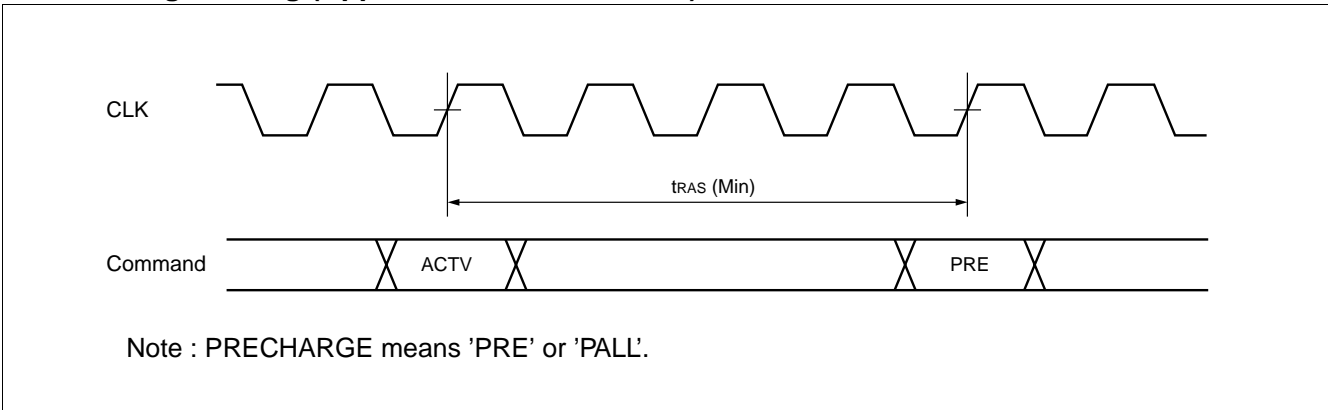 CLK
tRAS (Min)
Command
ACTV
PRE
Note : PRECHARGE means ’PRE’ or ’PALL’.